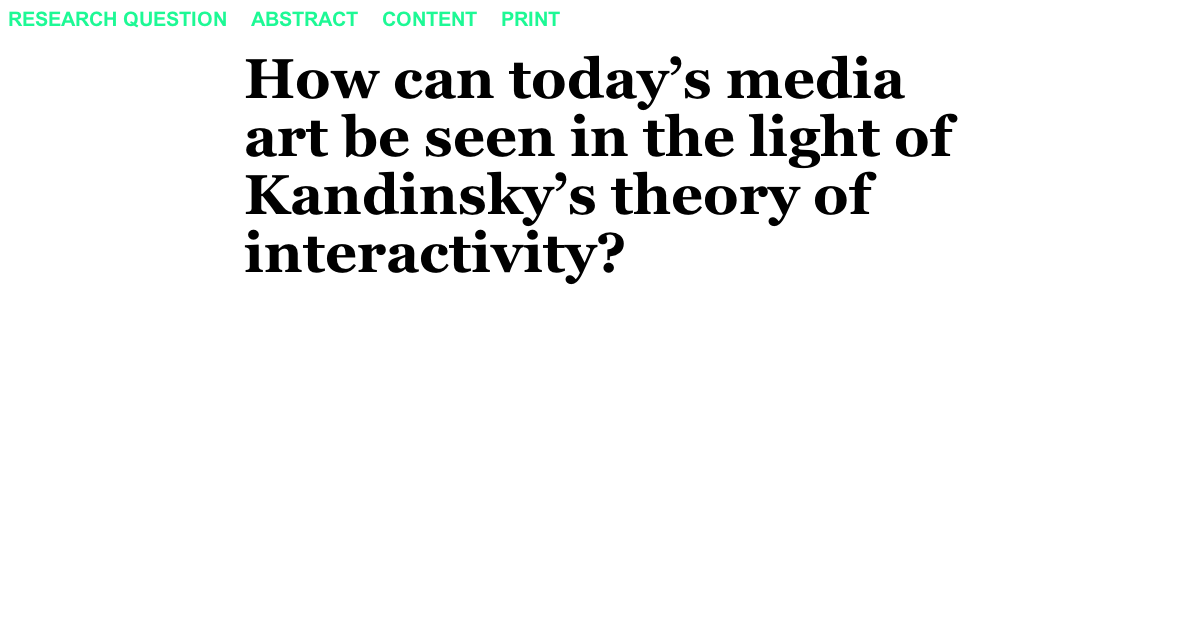 RESEARCH QUESTION ABSTRACT CONTENT PRINT
How can today’s media
art be seen in the light of
Kandinsky’s theory of
interactivity?